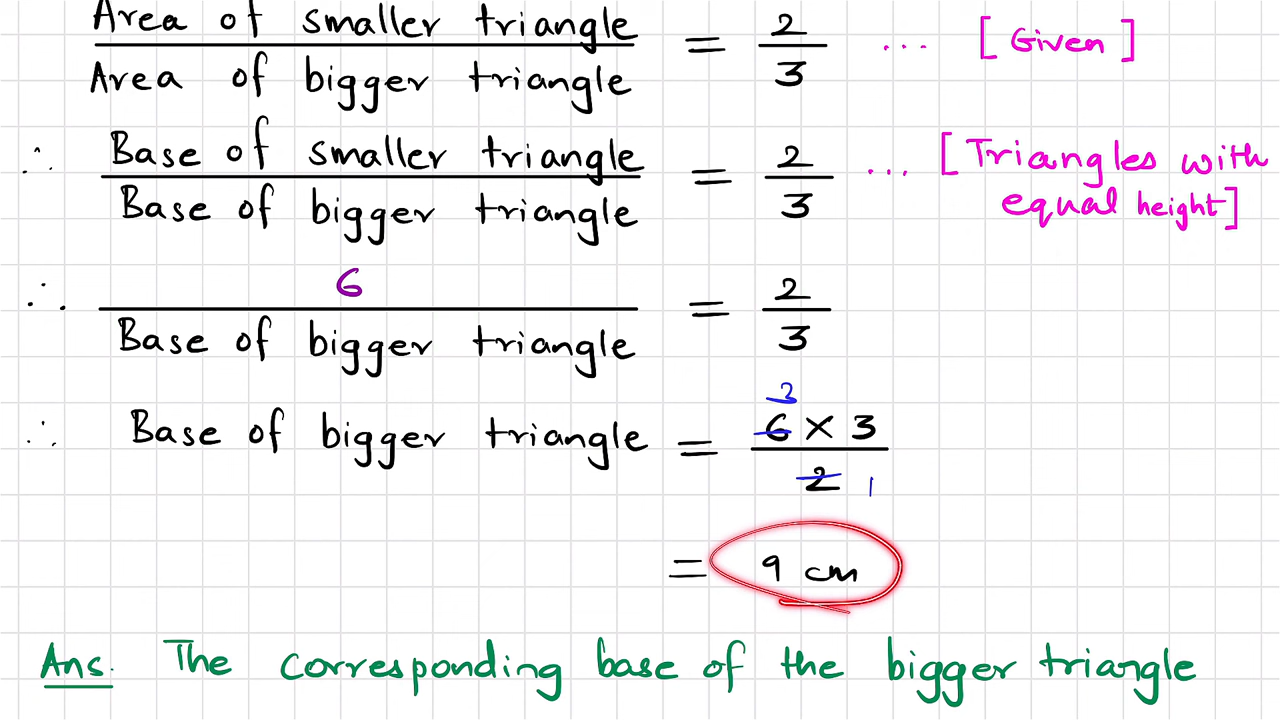 Area of smaller triangle / Area of bigger triangle = 2/3 ... [Given]
∴ Base of smaller triangle / Base of bigger triangle = 2/3 ... [Triangles with equal height]
∴ 6 / Base of bigger triangle = 2/3
3
∴ Base of bigger triangle = 6 × 3 / 2 1
= 9 cm
Ans. The corresponding base of the bigger triangle